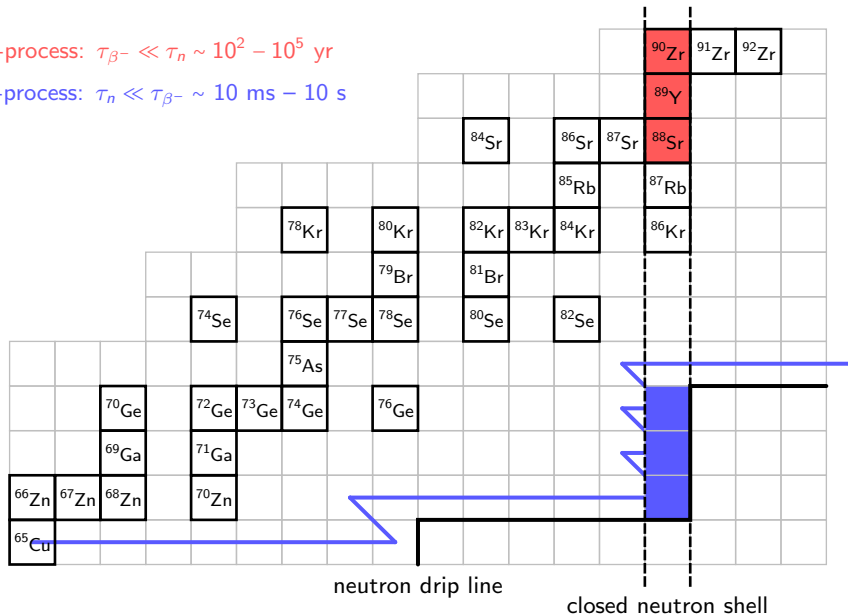 -process: τβ− ≪ τn ~ 10² − 10⁵ yr
-process: τn ≪ τβ− ~ 10 ms − 10 s
⁹⁰Zr ⁹¹Zr ⁹²Zr
⁸⁹Y
⁸⁴Sr ⁸⁶Sr ⁸⁷Sr ⁸⁸Sr
⁸⁵Rb ⁸⁷Rb
⁷⁸Kr ⁸⁰Kr ⁸²Kr ⁸³Kr ⁸⁴Kr ⁸⁶Kr
⁷⁹Br ⁸¹Br
⁷⁴Se ⁷⁶Se ⁷⁷Se ⁷⁸Se ⁸⁰Se ⁸²Se
⁷⁵As
⁷⁰Ge ⁷²Ge ⁷³Ge ⁷⁴Ge ⁷⁶Ge
⁶⁹Ga ⁷¹Ga
⁶⁶Zn ⁶⁷Zn ⁶⁸Zn ⁷⁰Zn
⁶⁵Cu
neutron drip line
closed neutron shell